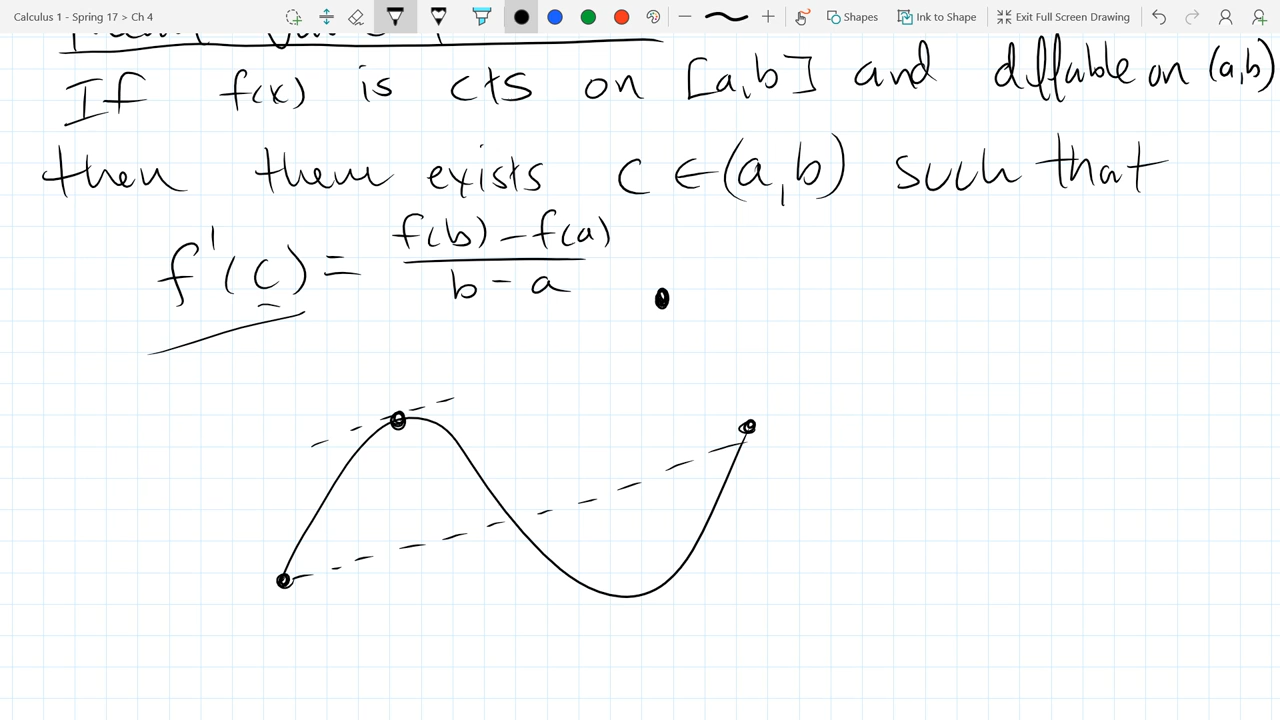 Calculus 1 - Spring 17 > Ch 4
Shapes
Ink to Shape
Exit Full Screen Drawing
If f(x) is cts on [a,b] and diffable on (a,b)
then there exists c ∈ (a,b) such that
f'(c) = \frac{f(b) - f(a)}{b - a}